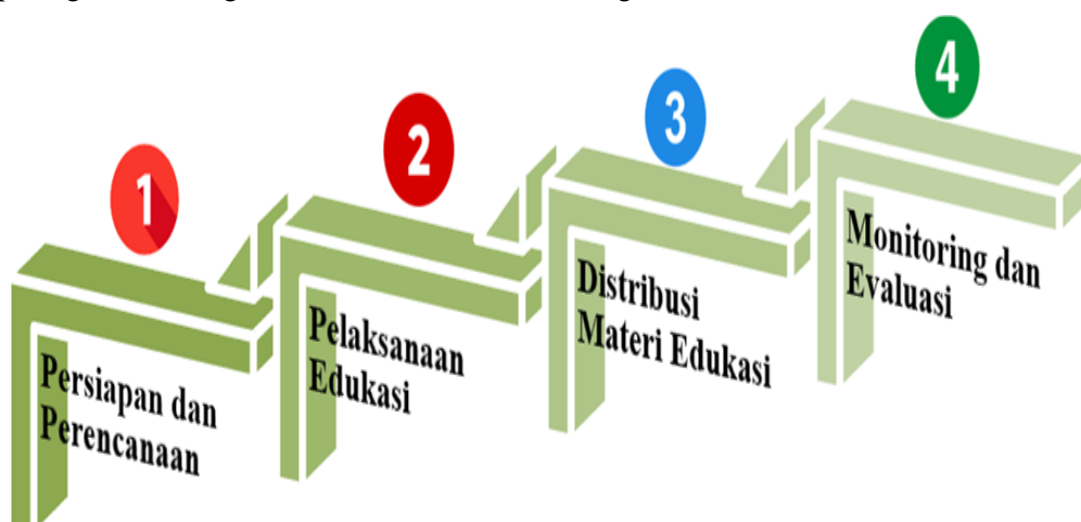 1
Persiapan dan
Perencanaan
2
Pelaksanaan
Edukasi
3
Distribusi
Materi Edukasi
4
Monitoring dan
Evaluasi